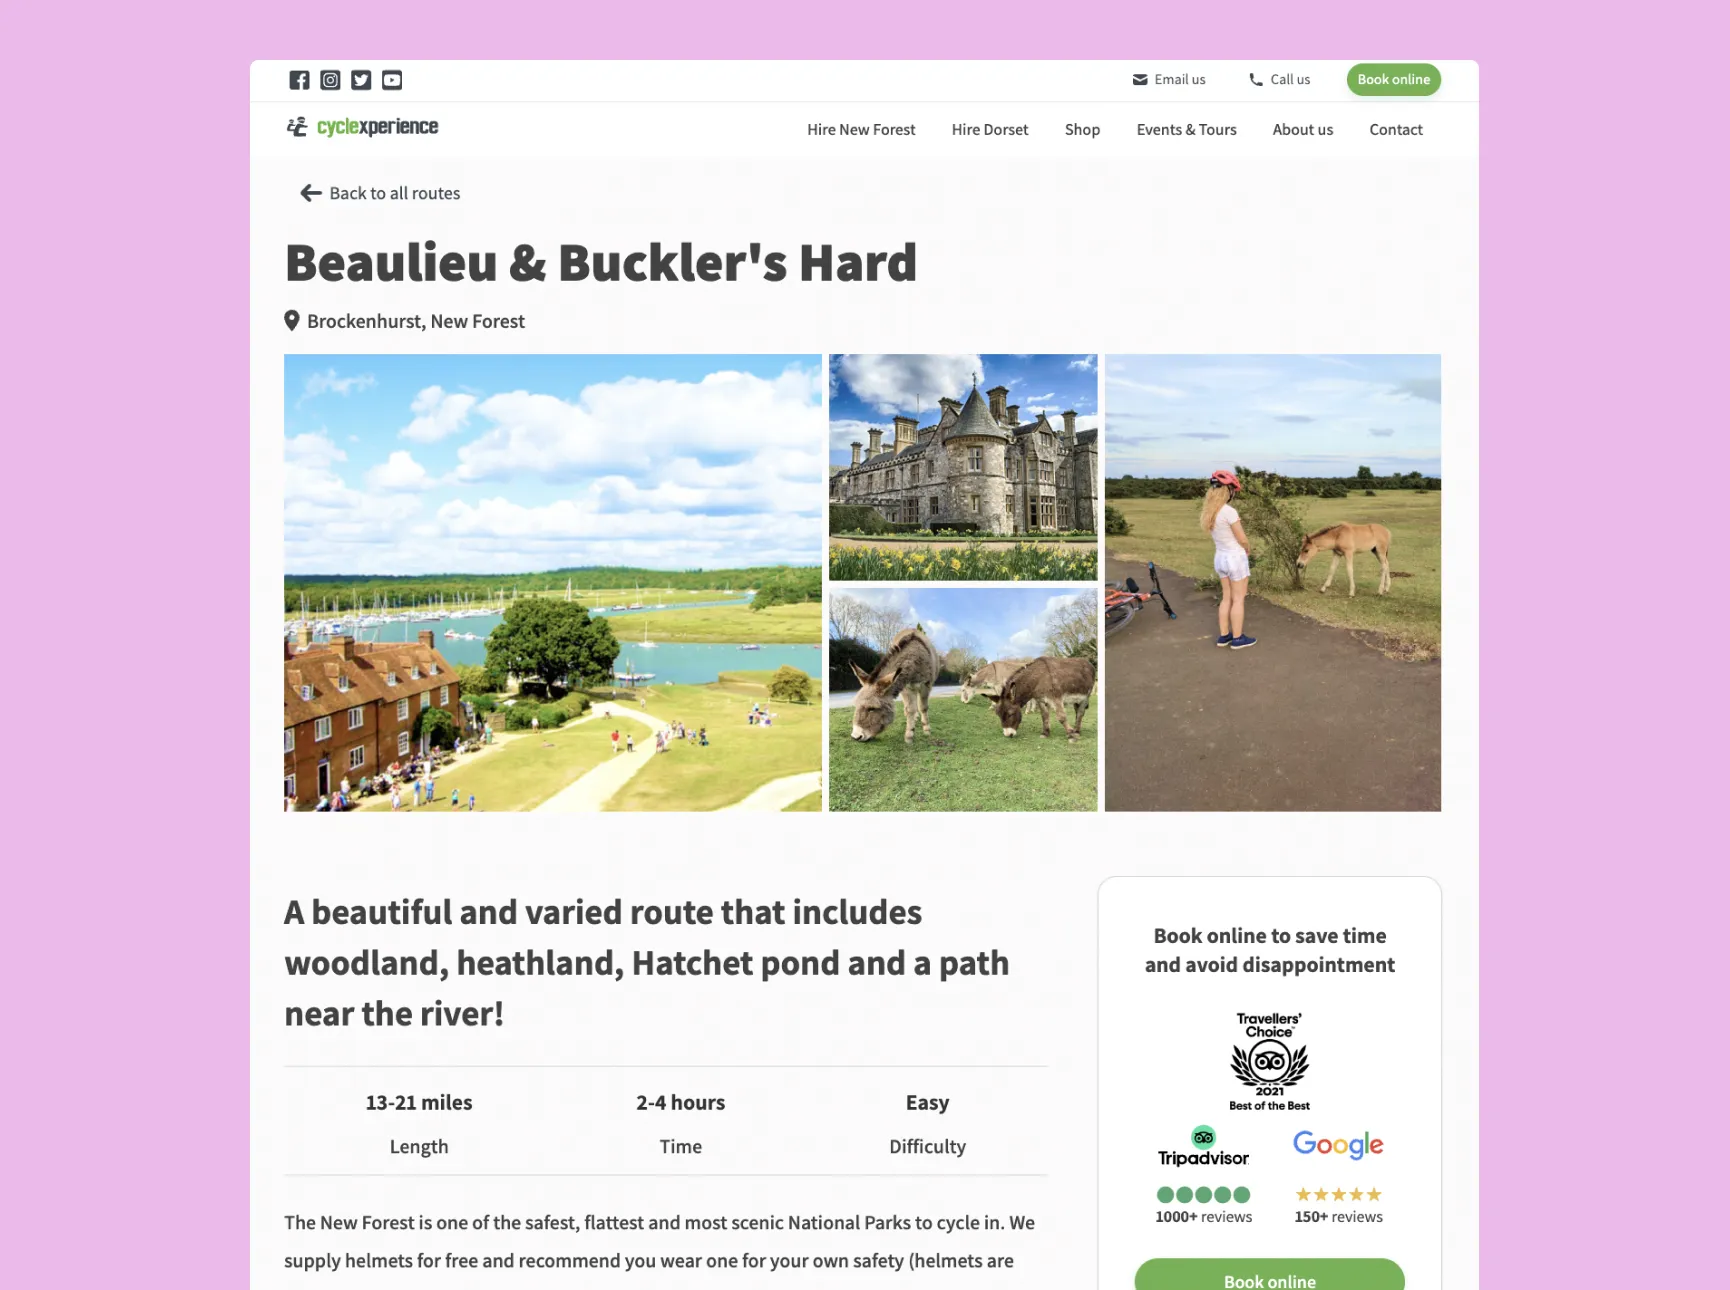 Email us
Call us
Book online
cyclexperience
Hire New Forest
Hire Dorset
Shop
Events & Tours
About us
Contact
Back to all routes
Beaulieu & Buckler's Hard
Brockenhurst, New Forest
A beautiful and varied route that includes
woodland, heathland, Hatchet pond and a path
near the river!
13-21 miles
Length
2-4 hours
Time
Easy
Difficulty
The New Forest is one of the safest, flattest and most scenic National Parks to cycle in. We
supply helmets for free and recommend you wear one for your own safety (helmets are
Book online to save time
and avoid disappointment
Travellers'
Choice™
2021
Best of the Best
Tripadvisor
1000+ reviews
Google
150+ reviews
Book online